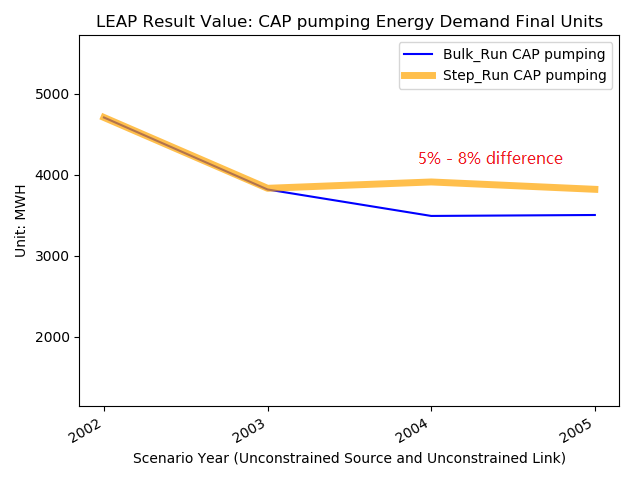 LEAP Result Value: CAP pumping Energy Demand Final Units
Bulk_Run CAP pumping
Step_Run CAP pumping
5% - 8% difference
5000
4000
3000
2000
Unit: MWH
2002
2003
2004
2005
Scenario Year (Unconstrained Source and Unconstrained Link)